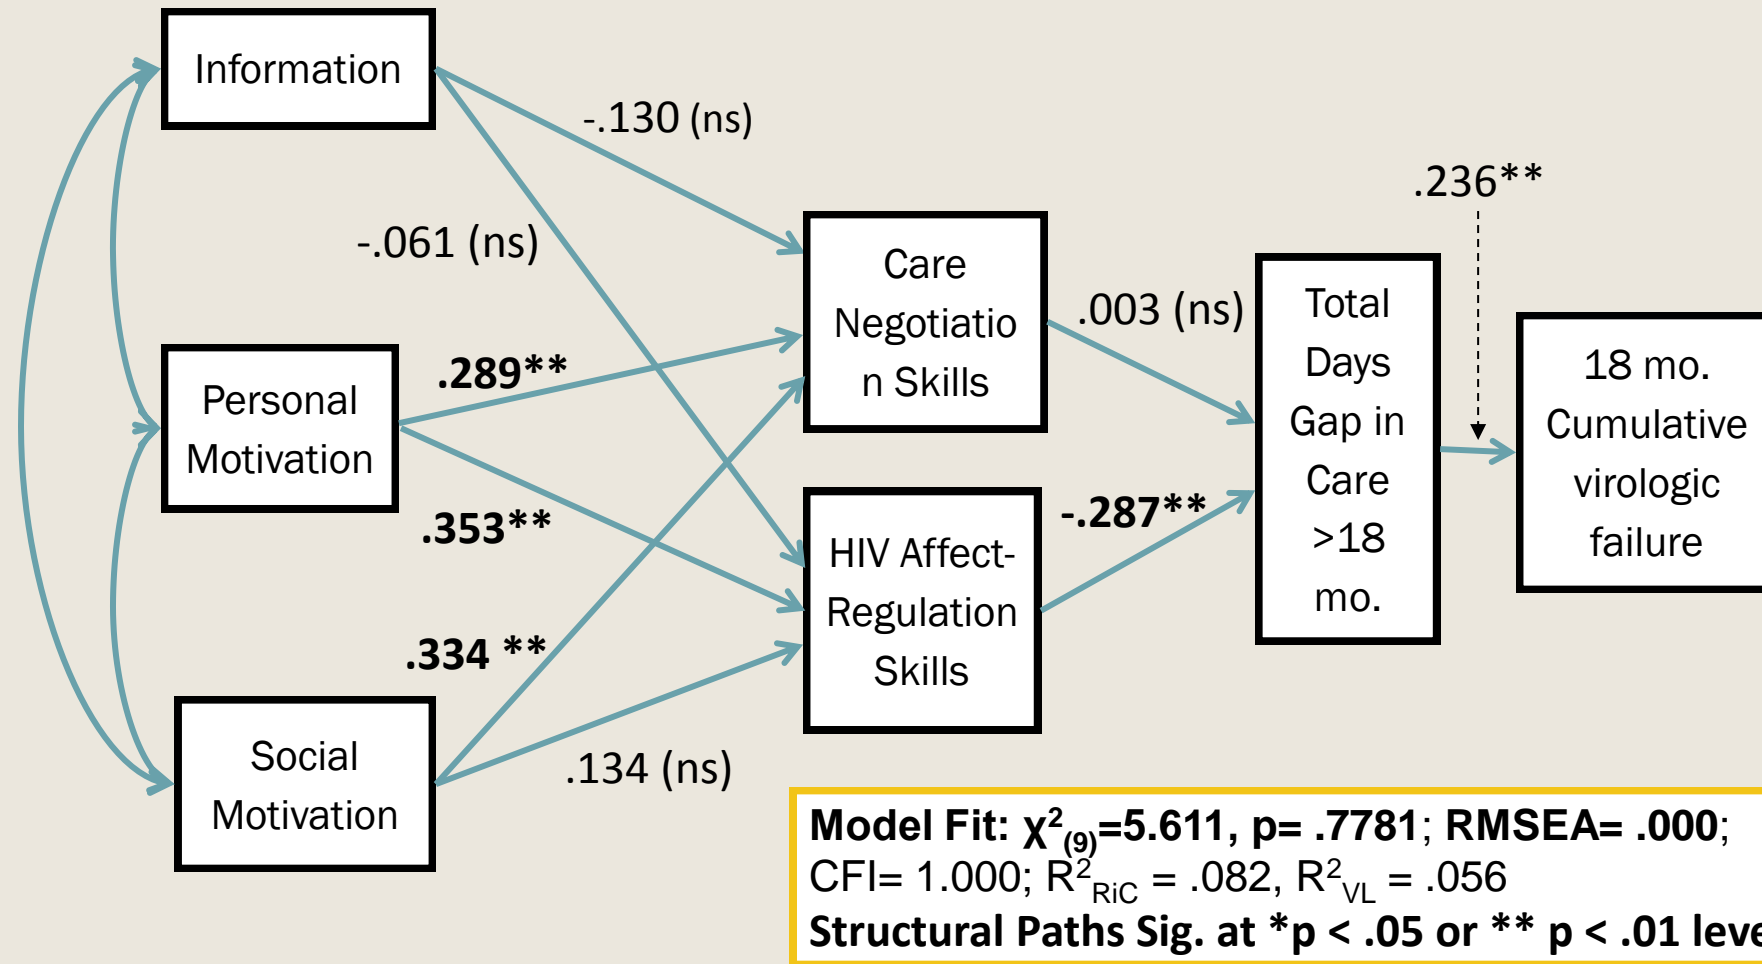 Information
-.130 (ns)
.236**
-.061 (ns)
Care
Negotiatio
n Skills
.003 (ns)
Total
Days
Gap in
Care
>18
mo.
18 mo.
Cumulative
virologic
failure
Personal
Motivation
.289**
.353**
-.287**
HIV Affect-
Regulation
Skills
.334 **
Social
Motivation
.134 (ns)
Model Fit: χ²(9)=5.611, p= .7781; RMSEA= .000;
CFI= 1.000; R²RiC = .082, R²VL = .056
Structural Paths Sig. at *p < .05 or ** p < .01 leve